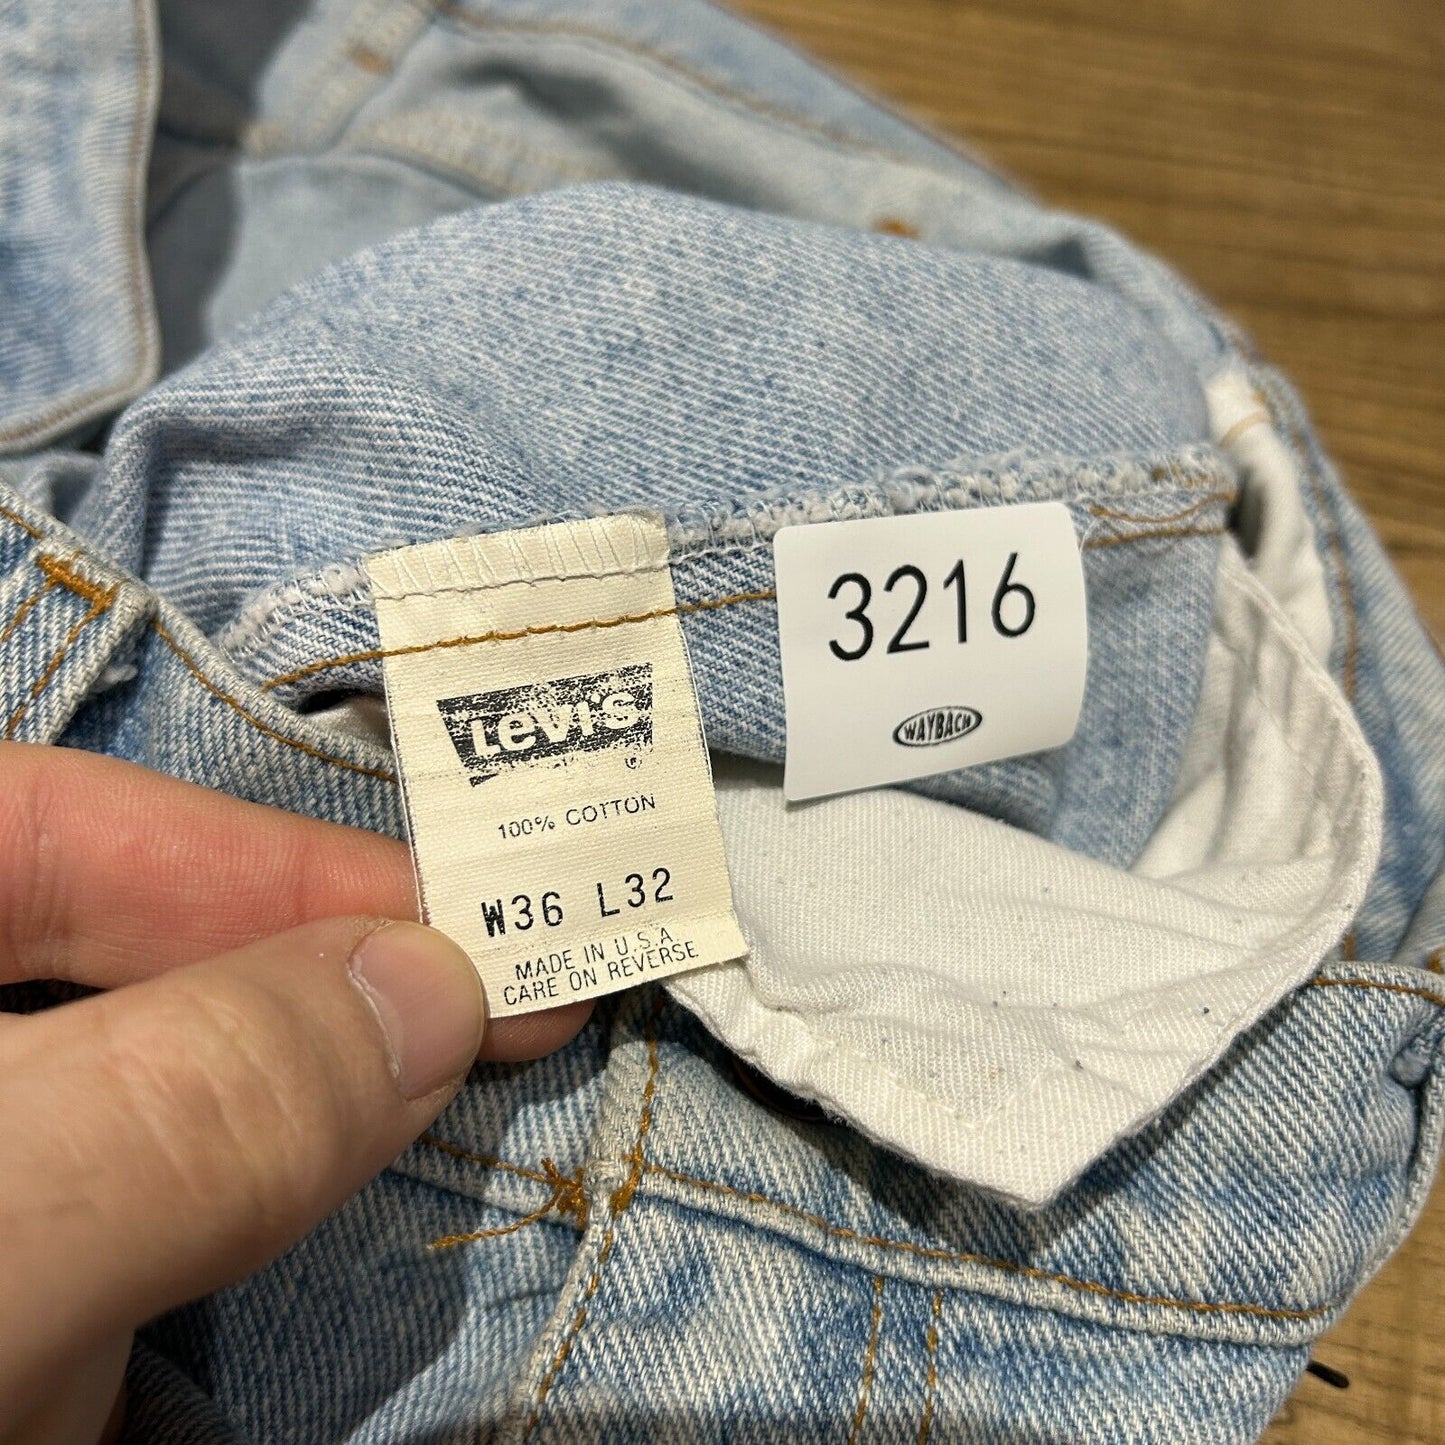 LEVI'S
®
100% COTTON
W36 L32
MADE IN U.S.A
CARE ON REVERSE
3216
WAYBACH